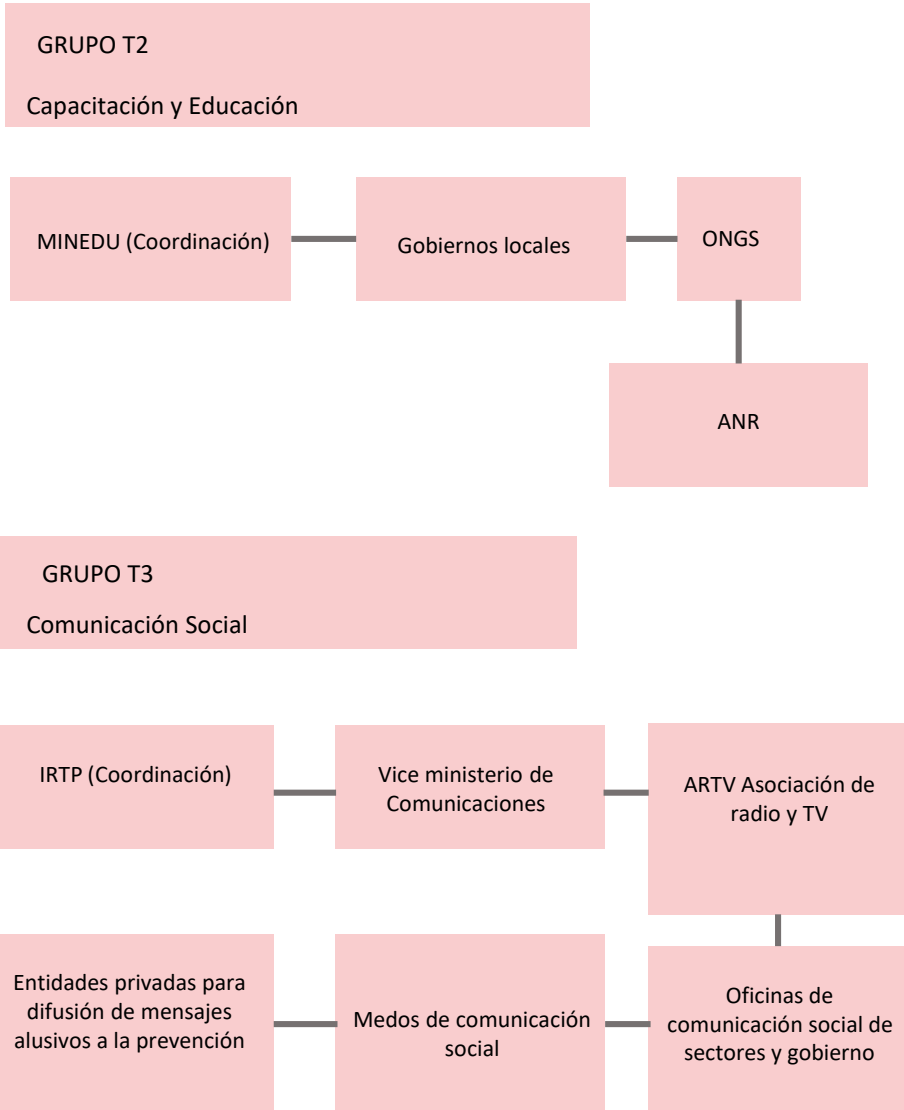 GRUPO T2
Capacitación y Educación
MINEDU (Coordinación)
Gobiernos locales
ONGS
ANR
GRUPO T3
Comunicación Social
IRTP (Coordinación)
Vice ministerio de
Comunicaciones
ARTV Asociación de
radio y TV
Entidades privadas para
difusión de mensajes
alusivos a la prevención
Medos de comunicación
social
Oficinas de
comunicación social de
sectores y gobierno